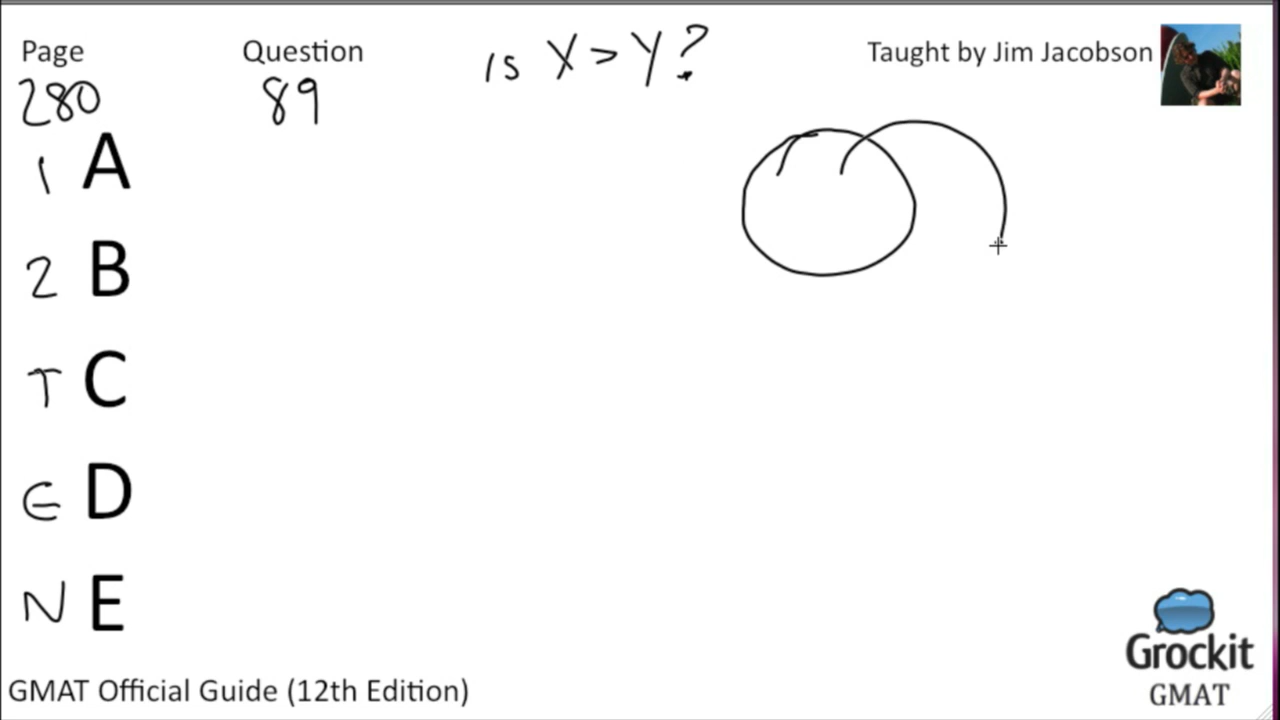 Page Question is X > Y? Taught by Jim Jacobson
280 89
1 A
2 B
T C
E D
N E
Grockit
GMAT
GMAT Official Guide (12th Edition)